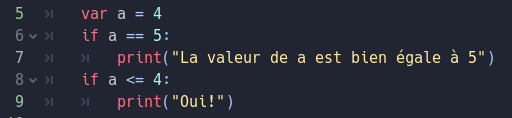 5 var a = 4
6 if a == 5:
7 print("La valeur de a est bien égale à 5")
8 if a <= 4:
9 print("Oui!")